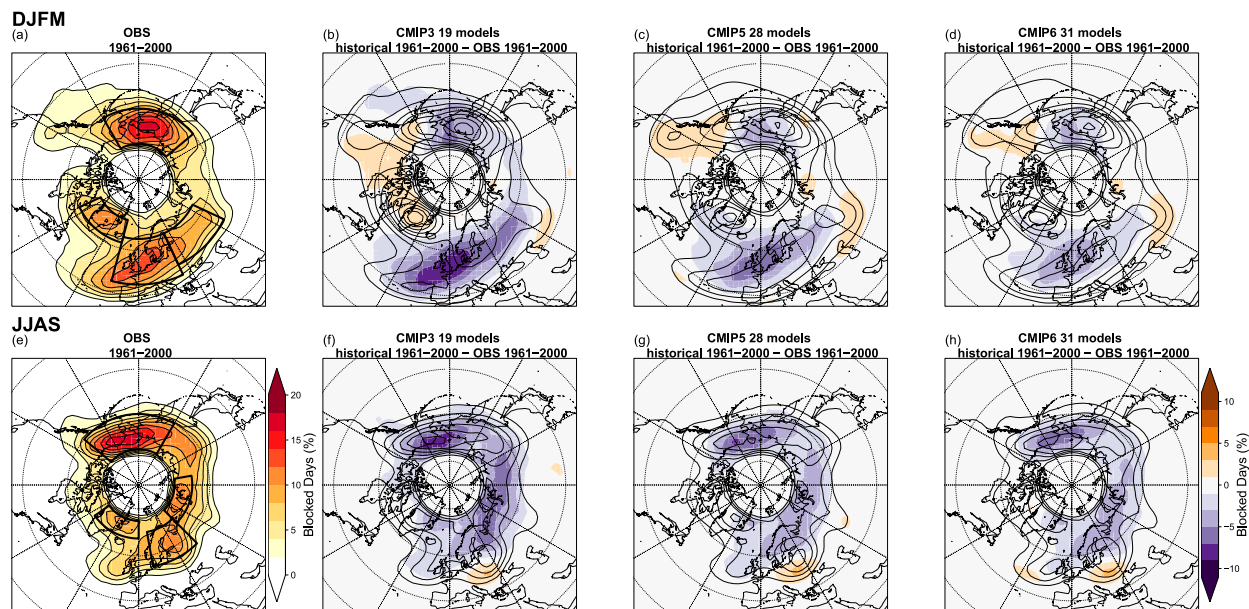 DJFM
(a)
OBS
1961−2000
(b)
CMIP3 19 models
historical 1961−2000 − OBS 1961−2000
(c)
CMIP5 28 models
historical 1961−2000 − OBS 1961−2000
(d)
CMIP6 31 models
historical 1961−2000 − OBS 1961−2000
JJAS
(e)
OBS
1961−2000
(f)
CMIP3 19 models
historical 1961−2000 − OBS 1961−2000
(g)
CMIP5 28 models
historical 1961−2000 − OBS 1961−2000
(h)
CMIP6 31 models
historical 1961−2000 − OBS 1961−2000
20
15
10
5
0
Blocked Days (%)
10
5
0
−5
−10
Blocked Days (%)